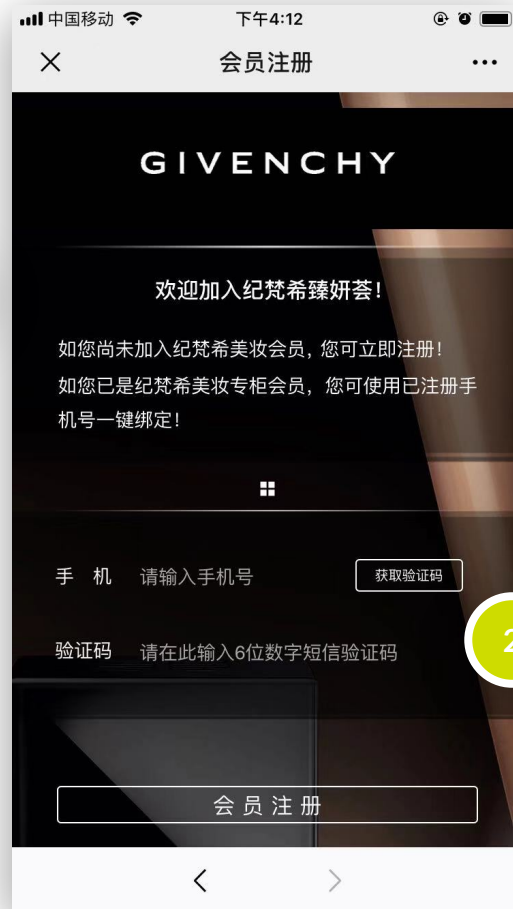 中国移动 下午4:12
会员注册
GIVENCHY
欢迎加入纪梵希臻妍荟!
如您尚未加入纪梵希美妆会员, 您可立即注册!
如您已是纪梵希美妆专柜会员, 您可使用已注册手
机号一键绑定!
手 机 请输入手机号 获取验证码
2
验证码 请在此输入6位数字短信验证码
会员注册